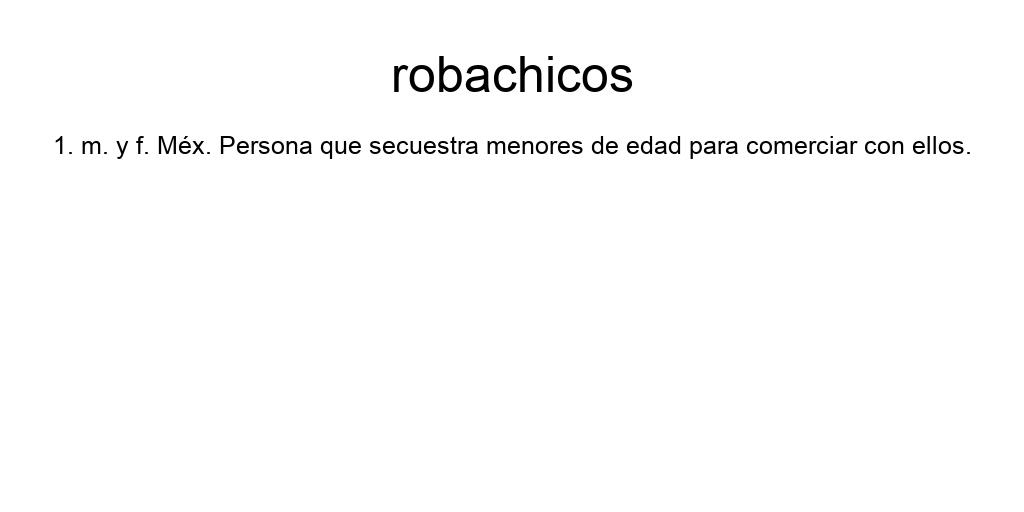 robachicos
1. m. y f. Méx. Persona que secuestra menores de edad para comerciar con ellos.